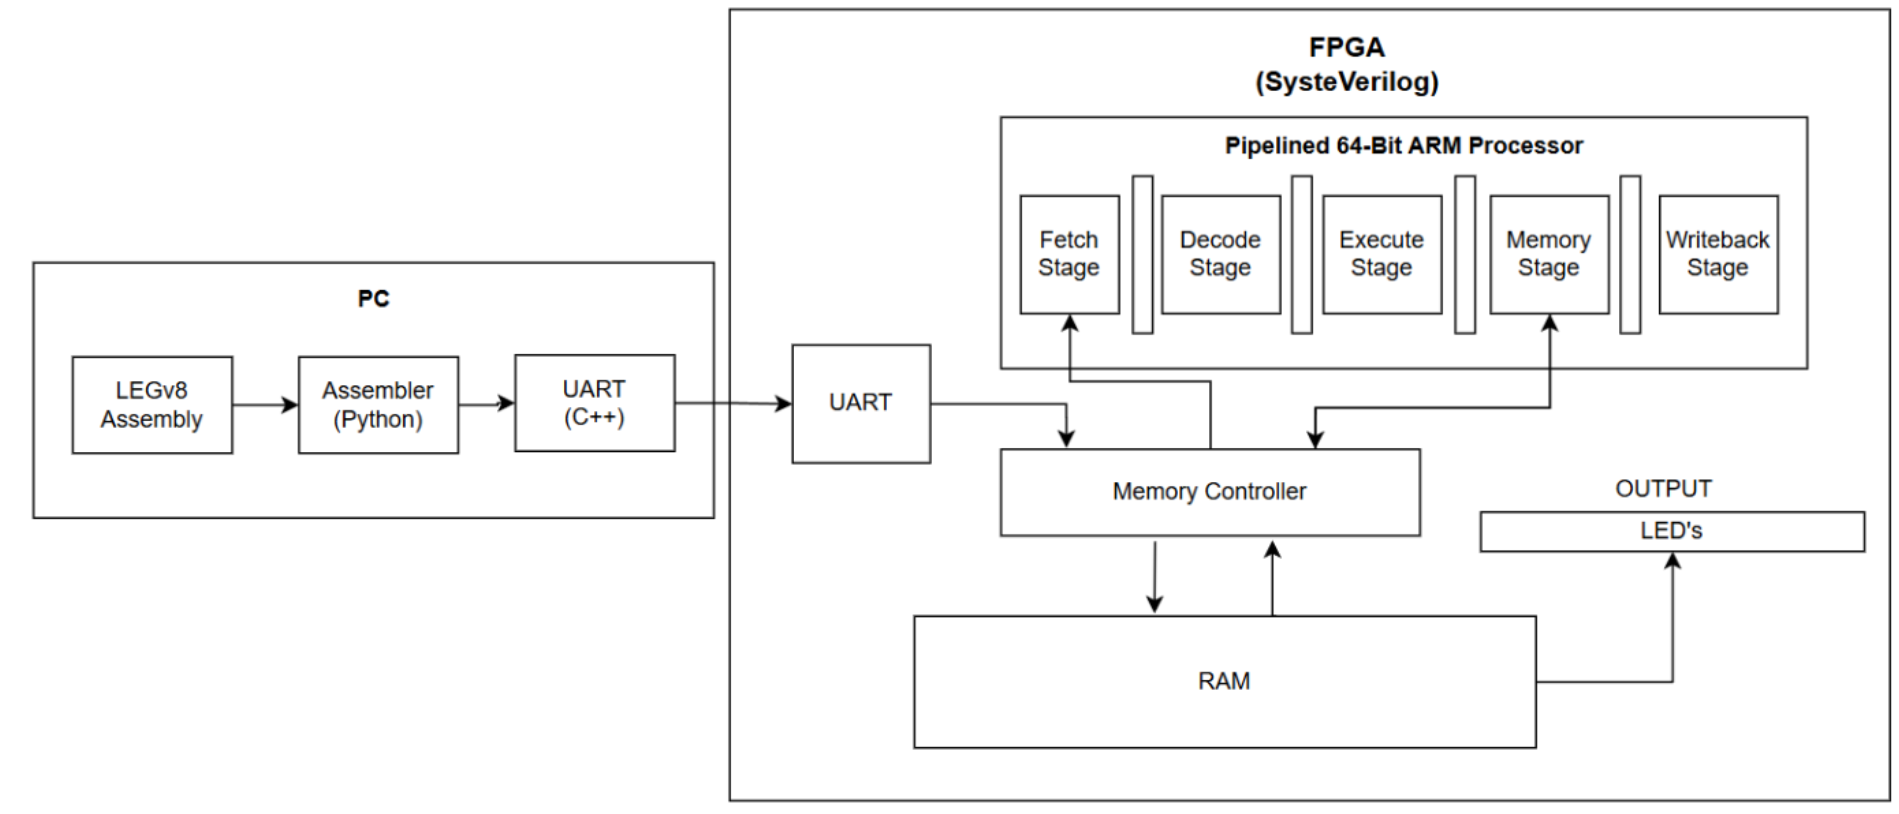 FPGA
(SysteVerilog)
Pipelined 64-Bit ARM Processor
Fetch
Stage
Decode
Stage
Execute
Stage
Memory
Stage
Writeback
Stage
PC
LEGv8
Assembly
Assembler
(Python)
UART
(C++)
UART
Memory Controller
OUTPUT
LED's
RAM